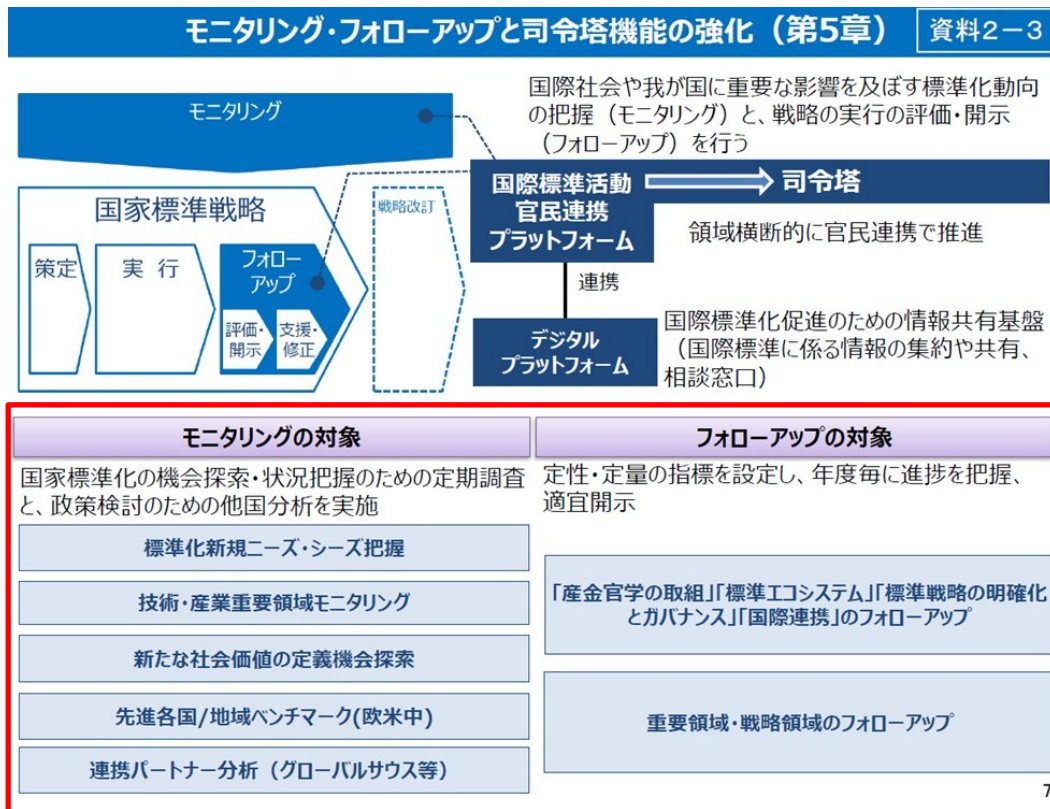 モニタリング・フォローアップと司令塔機能の強化（第5章）
資料２－３
モニタリング
国際社会や我が国に重要な影響を及ぼす標準化動向
の把握（モニタリング）と、戦略の実行の評価・開示
（フォローアップ）を行う
国家標準戦略
策定
実 行
フォロー
アップ
評価・
開示
支援・
修正
戦略改訂
国際標準活動
官民連携
プラットフォーム
司令塔
領域横断的に官民連携で推進
連携
デジタル
プラットフォーム
国際標準化促進のための情報共有基盤
（国際標準に係る情報の集約や共有、
相談窓口）
モニタリングの対象
国家標準化の機会探索・状況把握のための定期調査
と、政策検討のための他国分析を実施
標準化新規ニーズ・シーズ把握
技術・産業重要領域モニタリング
新たな社会価値の定義機会探索
先進各国/地域ベンチマーク(欧米中)
連携パートナー分析（グローバルサウス等）
フォローアップの対象
定性・定量の指標を設定し、年度毎に進捗を把握、
適宜開示
「産金官学の取組」「標準エコシステム」「標準戦略の明確化
とガバナンス」「国際連携」のフォローアップ
重要領域・戦略領域のフォローアップ
7